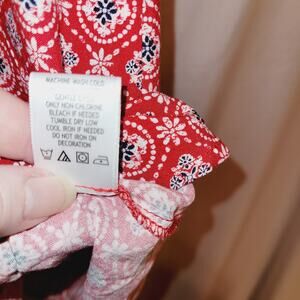 MACHINE WASH COLD
GENTLE CYCLE
ONLY NON-CHLORINE
BLEACH IF NEEDED
TUMBLE DRY LOW
COOL IRON IF NEEDED
DO NOT IRON ON
DECORATION